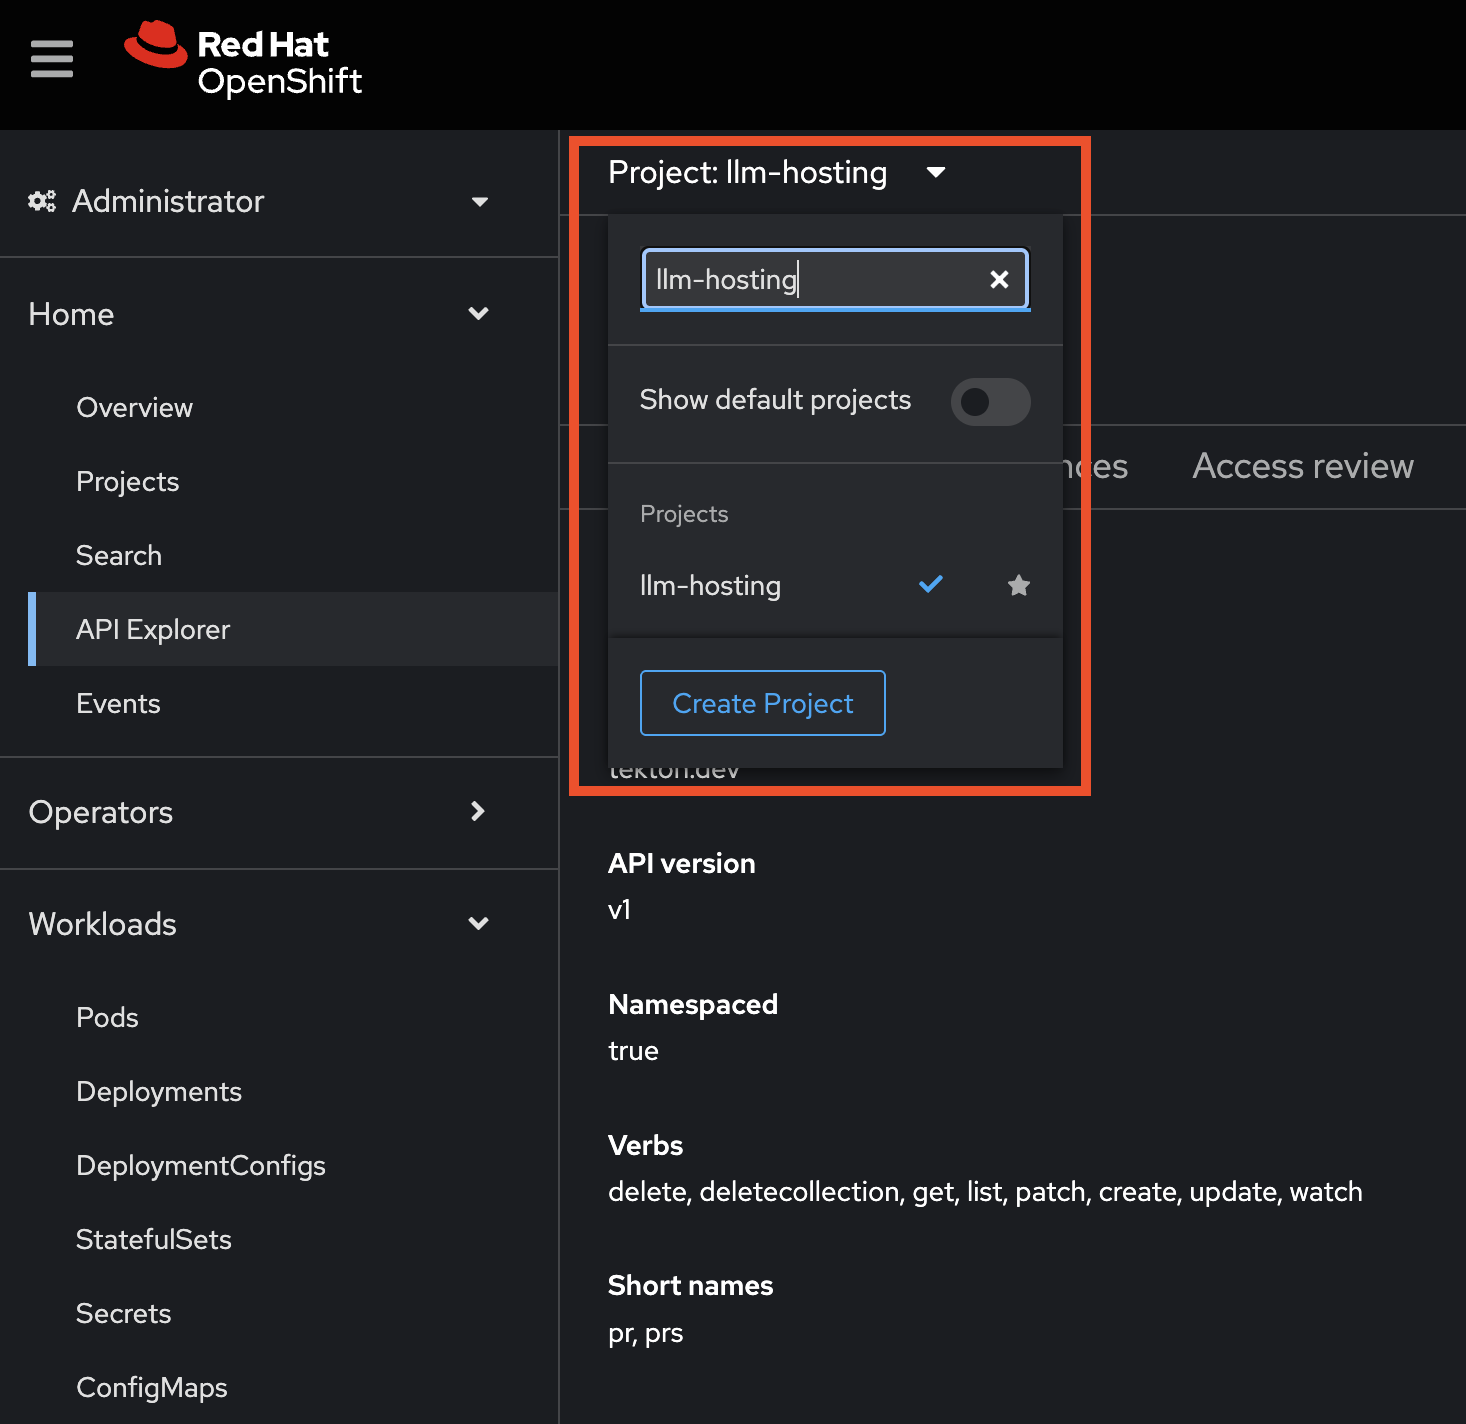 Red Hat
OpenShift
Administrator
Home
Overview
Projects
Search
API Explorer
Events
Operators
Workloads
Pods
Deployments
DeploymentConfigs
StatefulSets
Secrets
ConfigMaps
Project: llm-hosting
llm-hosting
Show default projects
Projects
llm-hosting
Create Project
Access review
tekton.dev
API version
v1
Namespaced
true
Verbs
delete, deletecollection, get, list, patch, create, update, watch
Short names
pr, prs